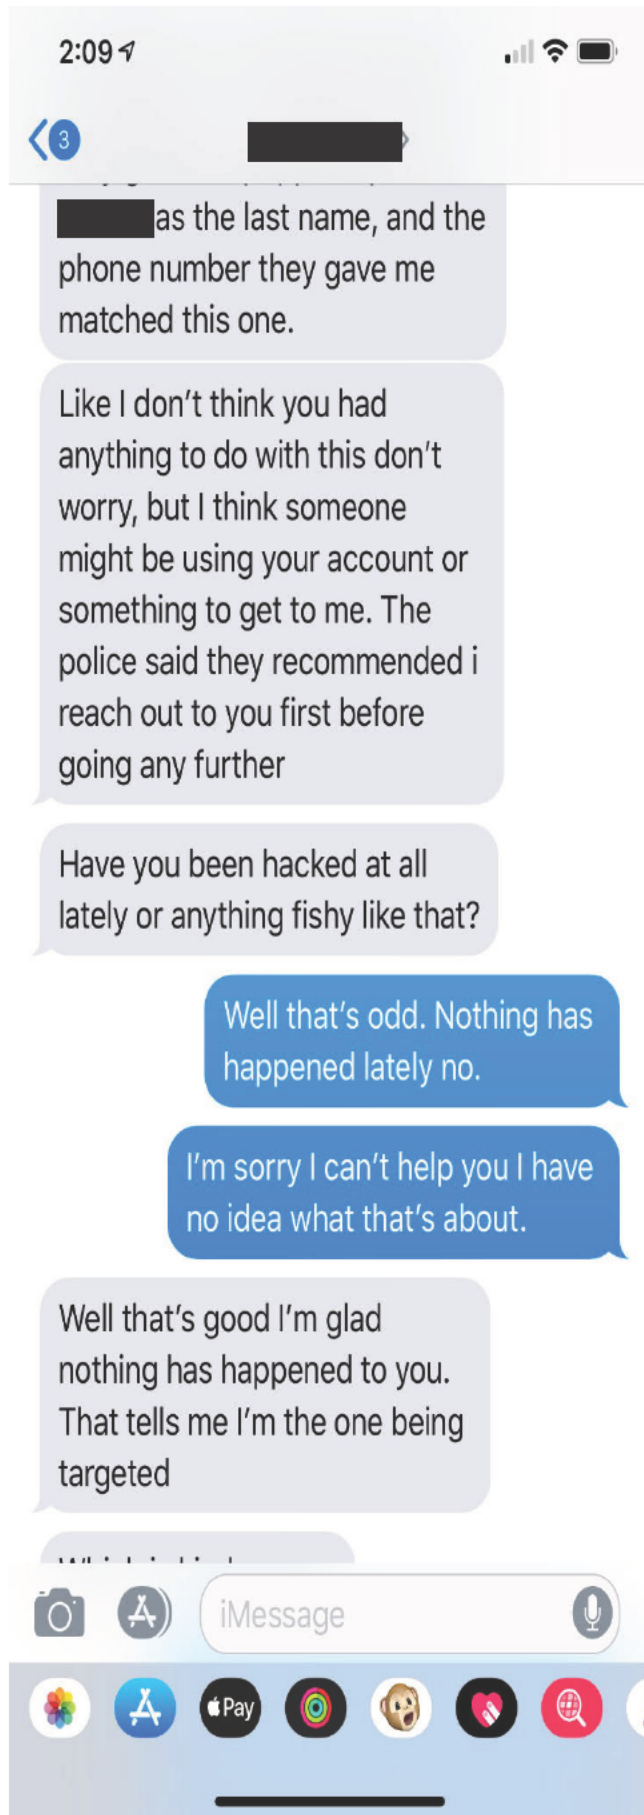 2:09
3
as the last name, and the
phone number they gave me
matched this one.
Like I don't think you had
anything to do with this don't
worry, but I think someone
might be using your account or
something to get to me. The
police said they recommended i
reach out to you first before
going any further
Have you been hacked at all
lately or anything fishy like that?
Well that's odd. Nothing has
happened lately no.
I'm sorry I can't help you I have
no idea what that's about.
Well that's good I'm glad
nothing has happened to you.
That tells me I'm the one being
targeted
iMessage
Pay